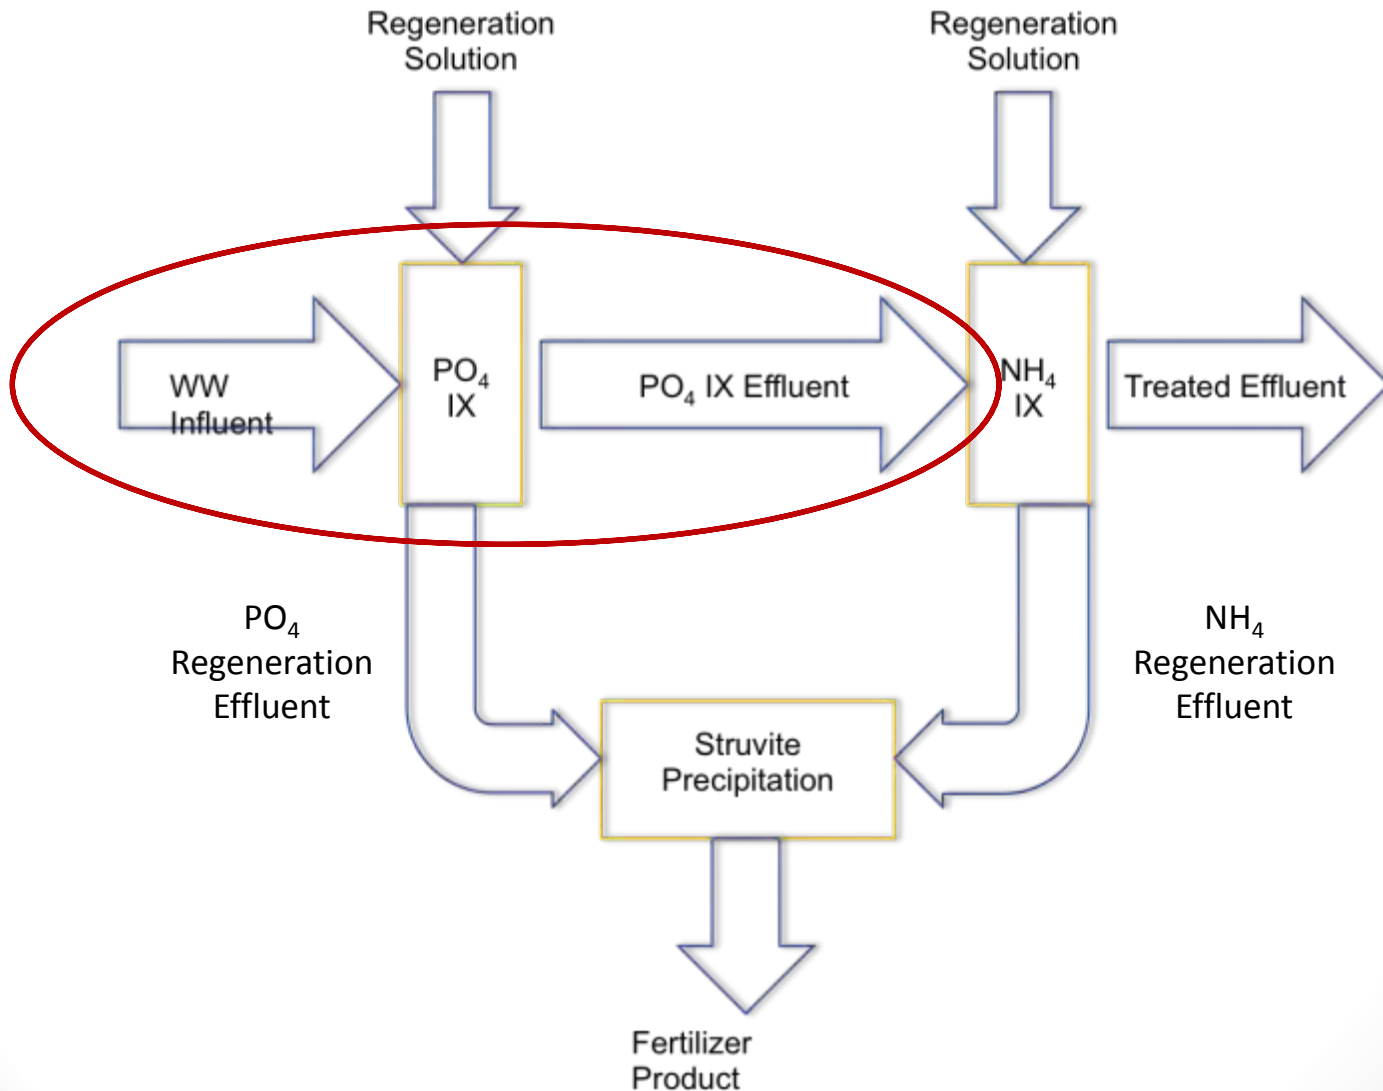 Regeneration
Solution
Regeneration
Solution
WW
Influent
PO₄
IX
PO₄ IX Effluent
NH₄
IX
Treated Effluent
PO₄
Regeneration
Effluent
NH₄
Regeneration
Effluent
Struvite
Precipitation
Fertilizer
Product